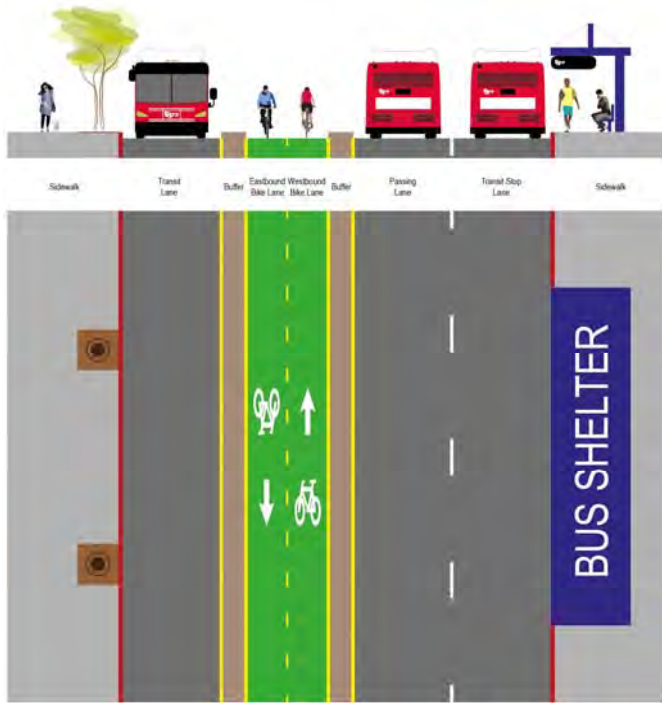 Sidewalk
Transit
Lane
Buffer
Eastbound
Bike Lane
Westbound
Bike Lane
Buffer
Passing
Lane
Transit Stop
Lane
Sidewalk
BUS SHELTER